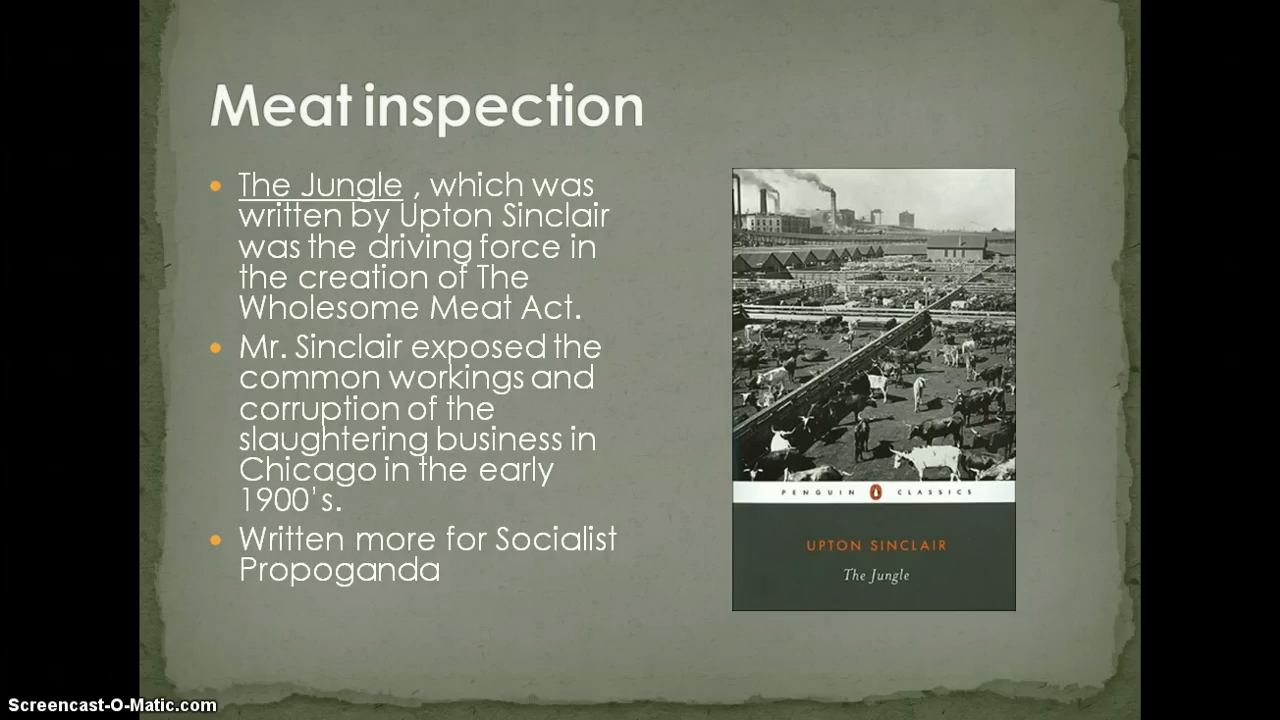 Meat inspection
The Jungle , which was
written by Upton Sinclair
was the driving force in
the creation of The
Wholesome Meat Act.
Mr. Sinclair exposed the
common workings and
corruption of the
slaughtering business in
Chicago in the early
1900's.
Written more for Socialist
Propoganda
PENGUIN CLASSICS
UPTON SINCLAIR
The Jungle
Screencast-O-Matic.com